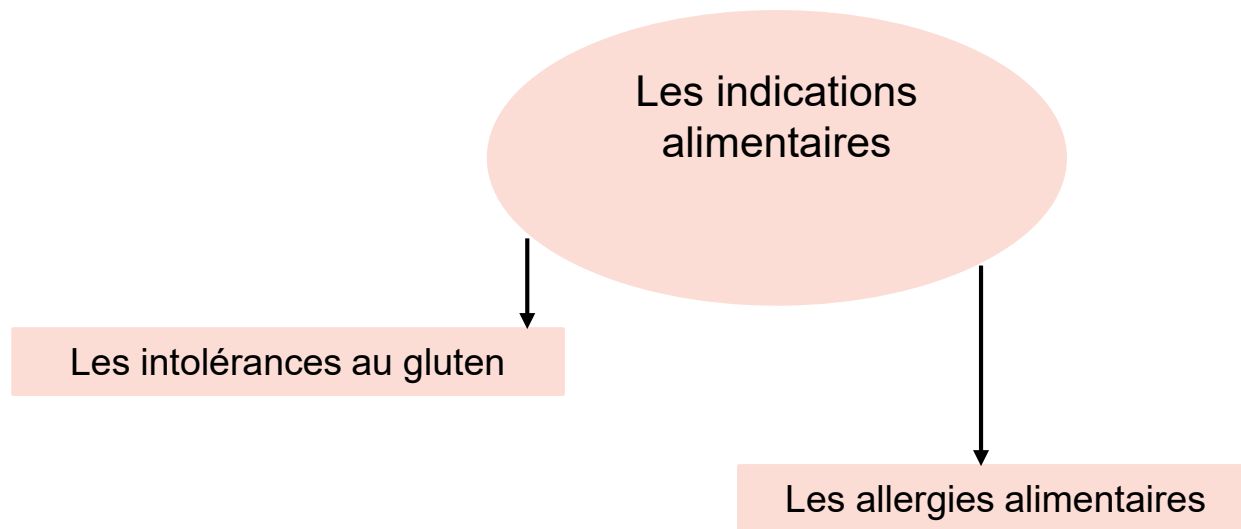 Les indications
alimentaires
Les intolérances au gluten
Les allergies alimentaires